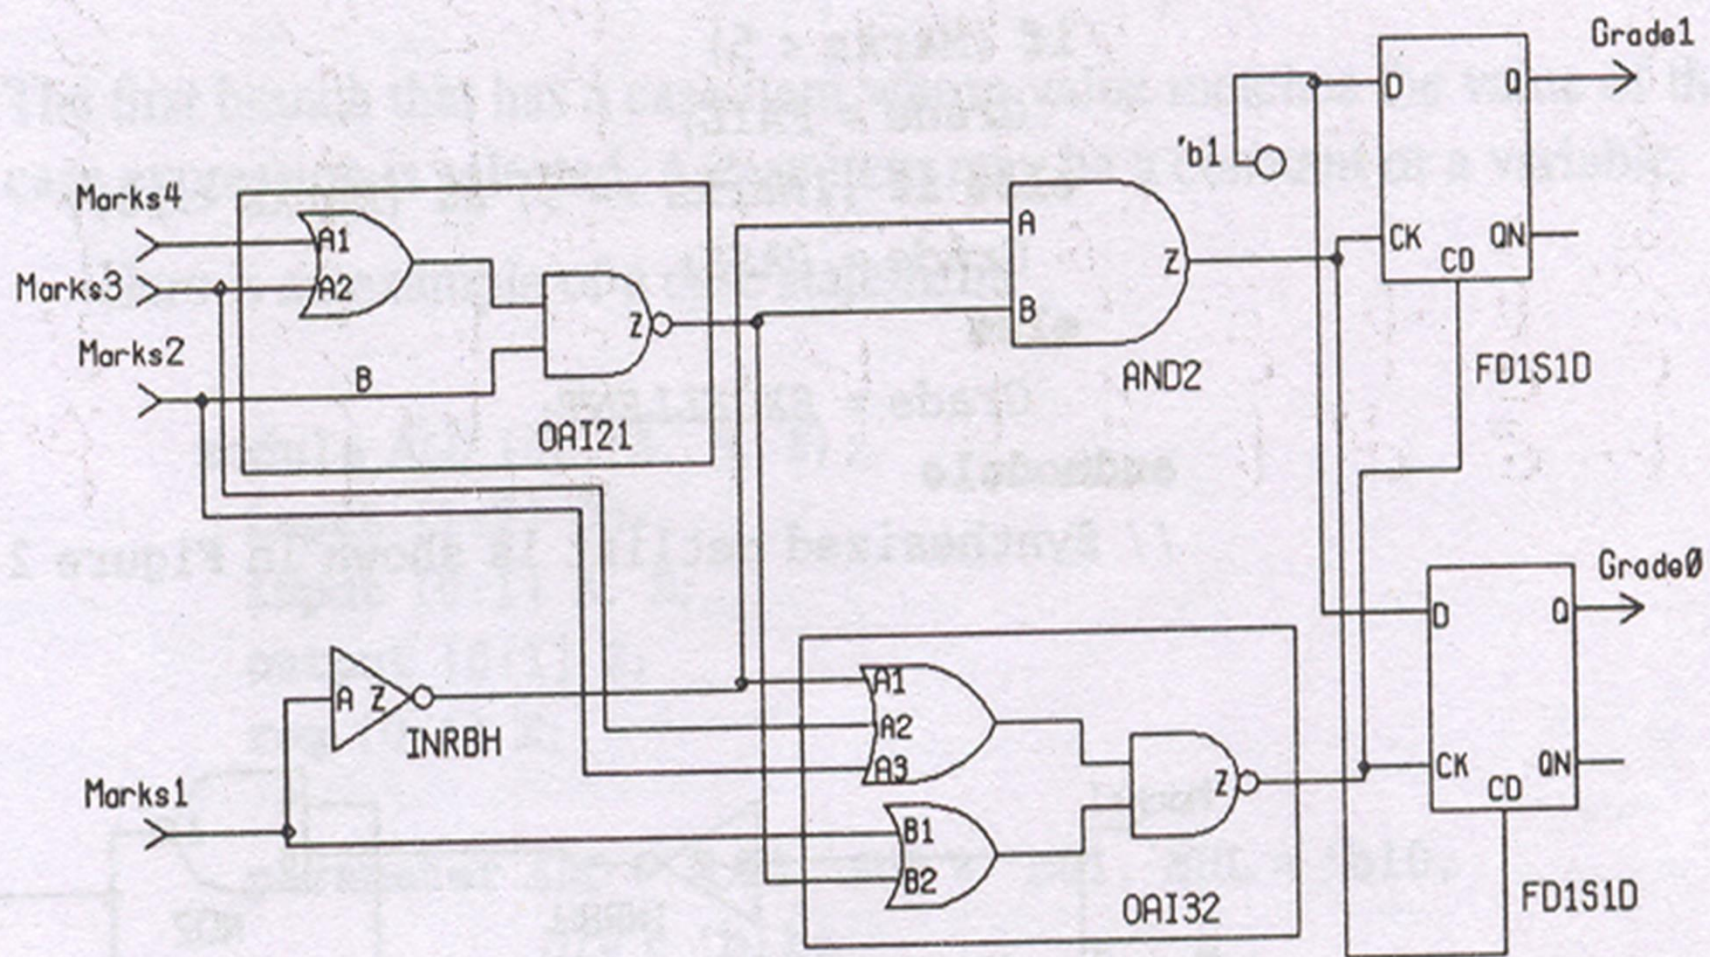 Grade1
D Q
'b1
Marks4
A1
A
CK QN
Z
CD
Marks3
A2
B
Z
Marks2
AND2
FD1S1D
B
OAI21
Grade0
D Q
A1
A Z
A2
INRBH
A3
CK QN
Z
CD
Marks1
B1
B2
OAI32
FD1S1D